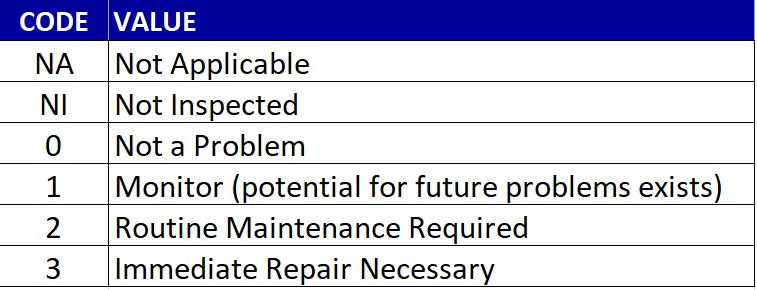 CODE VALUE
NA Not Applicable
NI Not Inspected
0 Not a Problem
1 Monitor (potential for future problems exists)
2 Routine Maintenance Required
3 Immediate Repair Necessary